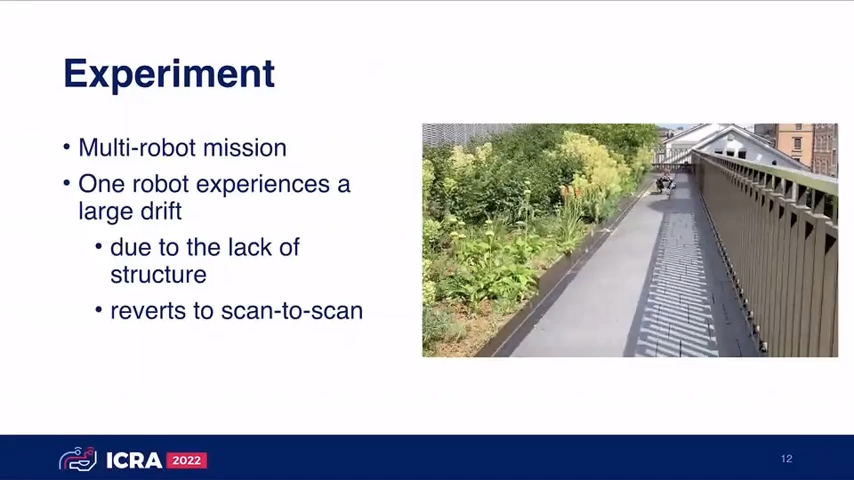 Experiment
• Multi-robot mission
• One robot experiences a
large drift
• due to the lack of
structure
• reverts to scan-to-scan
ICRA 2022
12